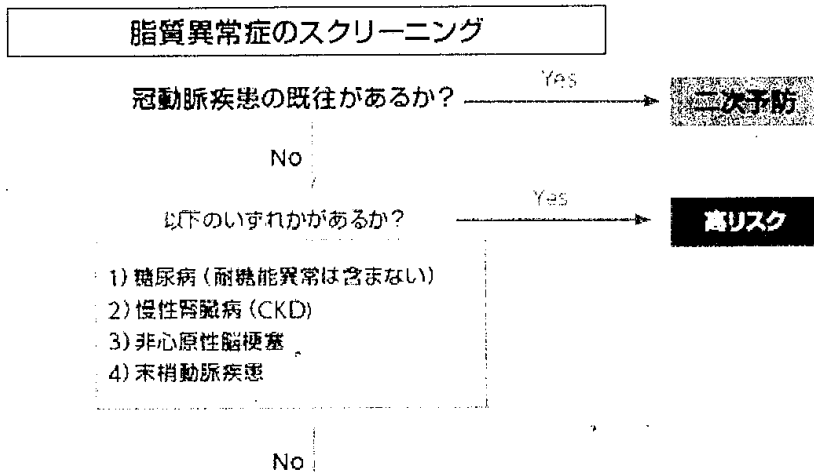 脂質異常症のスクリーニング
冠動脈疾患の既往があるか？
Yes
二次予防
No
以下のいずれかがあるか？
Yes
高リスク
1）糖尿病（耐糖能異常は含まない）
2）慢性腎臓病（CKD）
3）非心原性脳梗塞
4）末梢動脈疾患
No